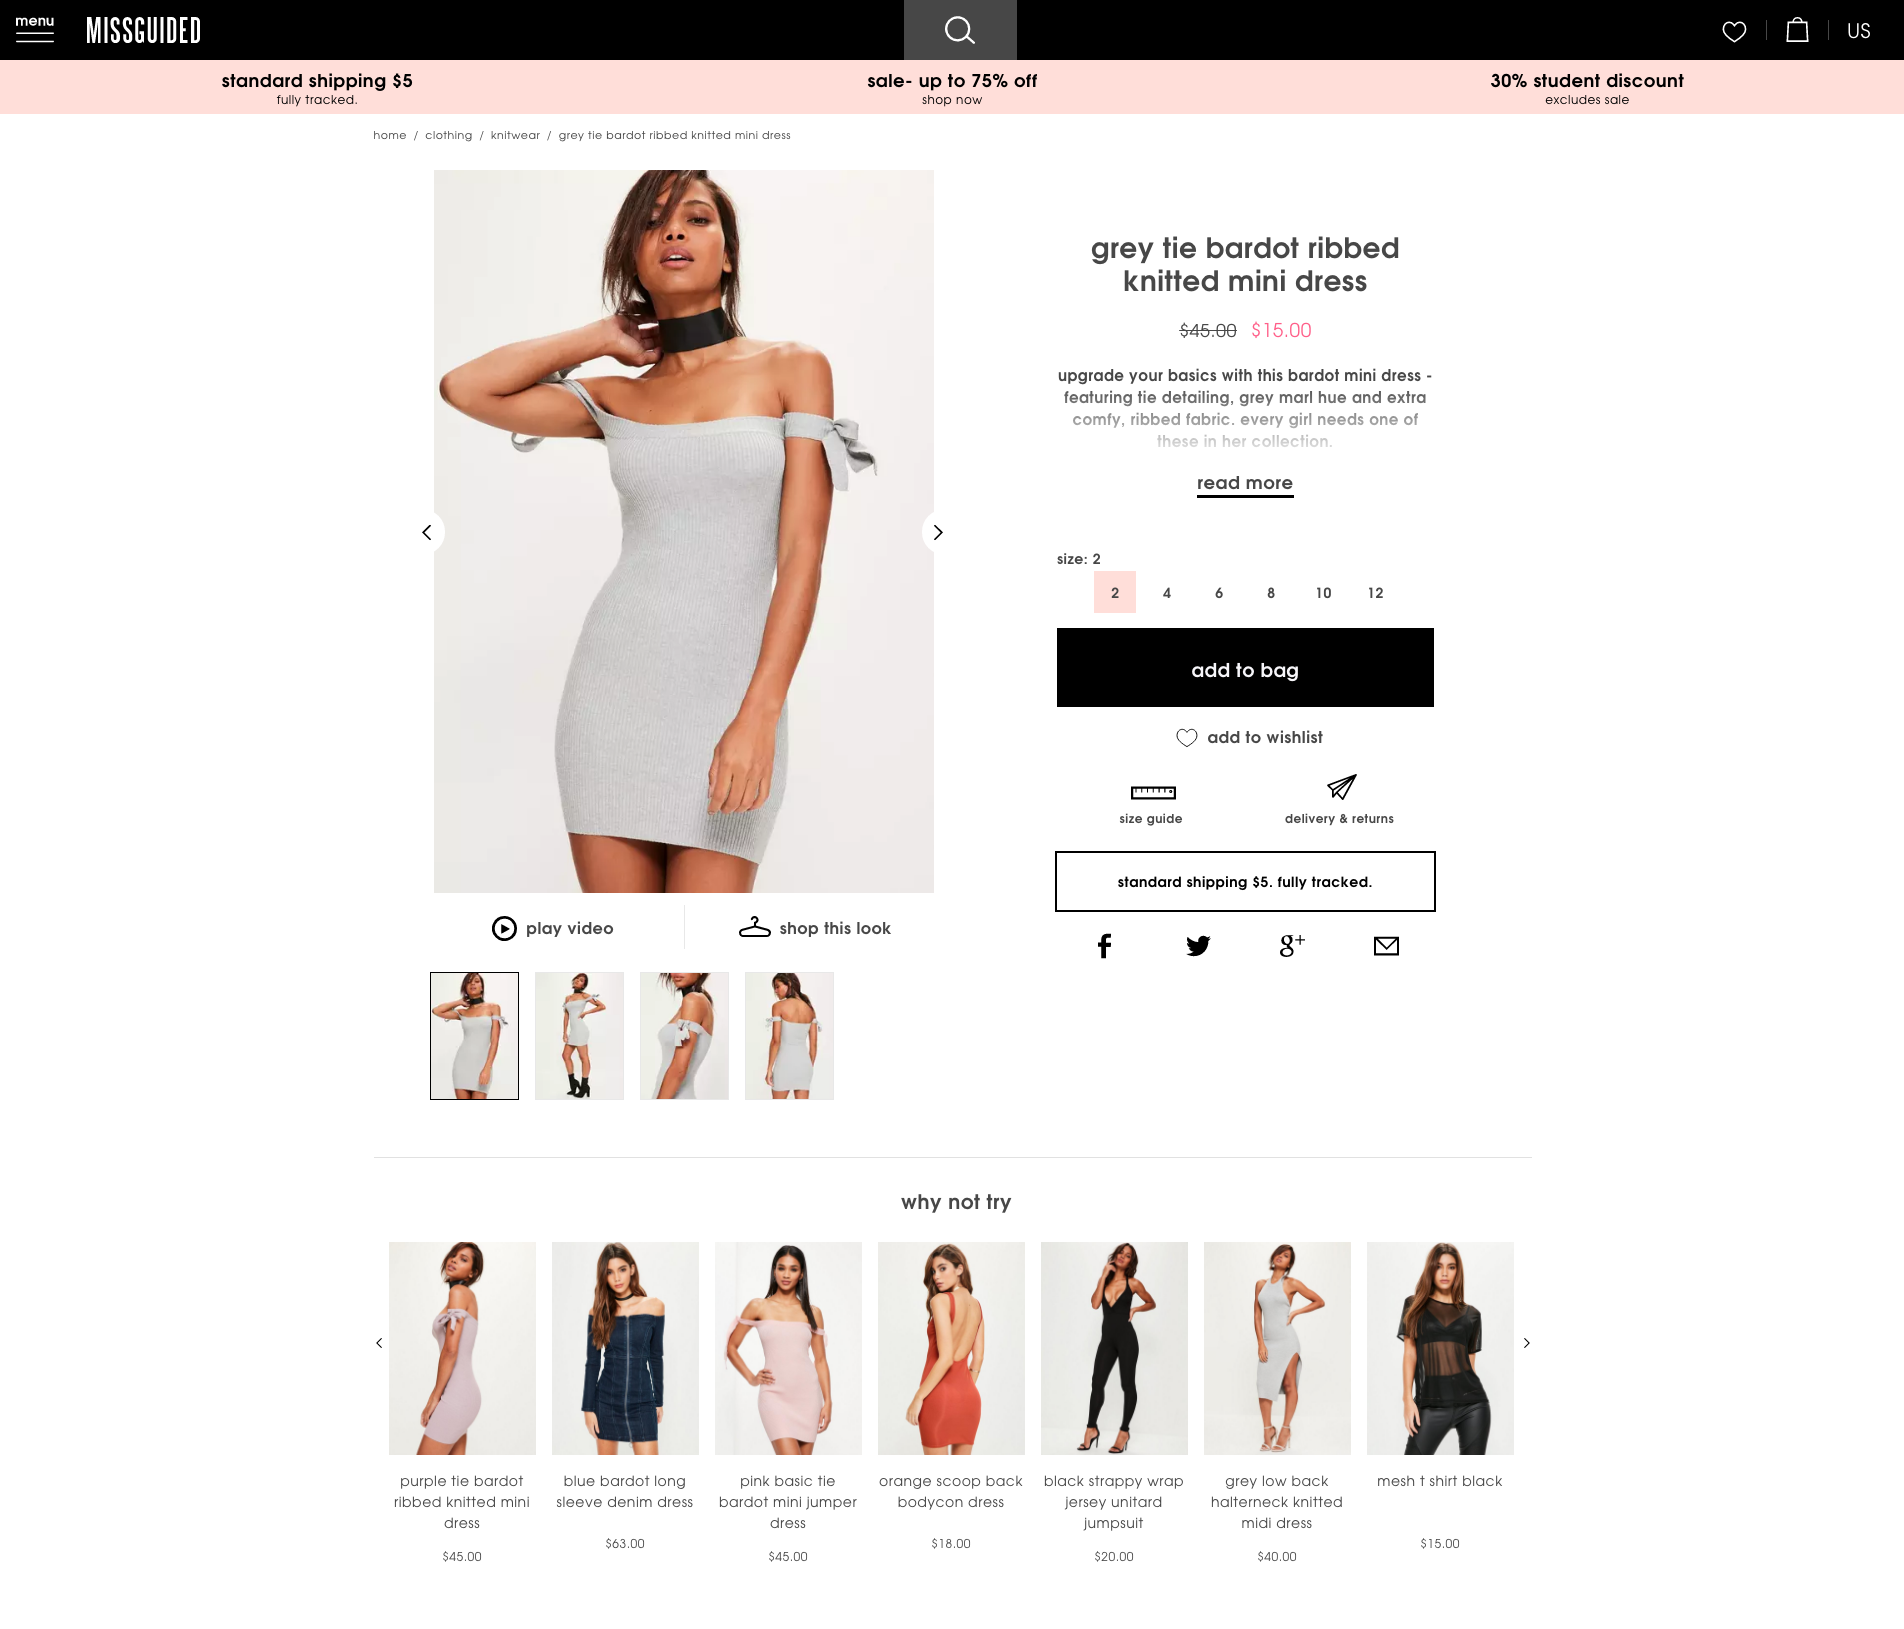 menu
MISSGUIDED
US
standard shipping $5
fully tracked.
sale- up to 75% off
shop now
30% student discount
excludes sale
home / clothing / knitwear / grey tie bardot ribbed knitted mini dress
grey tie bardot ribbed
knitted mini dress
$45.00 $15.00
upgrade your basics with this bardot mini dress -
featuring tie detailing, grey marl hue and extra
comfy, ribbed fabric. every girl needs one of
these in her collection.
read more
size: 2
2 4 6 8 10 12
add to bag
add to wishlist
size guide
delivery & returns
standard shipping $5. fully tracked.
f
g+
play video
shop this look
why not try
purple tie bardot
ribbed knitted mini
dress
$45.00
blue bardot long
sleeve denim dress
$63.00
pink basic tie
bardot mini jumper
dress
$45.00
orange scoop back
bodycon dress
$18.00
black strappy wrap
jersey unitard
jumpsuit
$20.00
grey low back
halterneck knitted
midi dress
$40.00
mesh t shirt black
$15.00